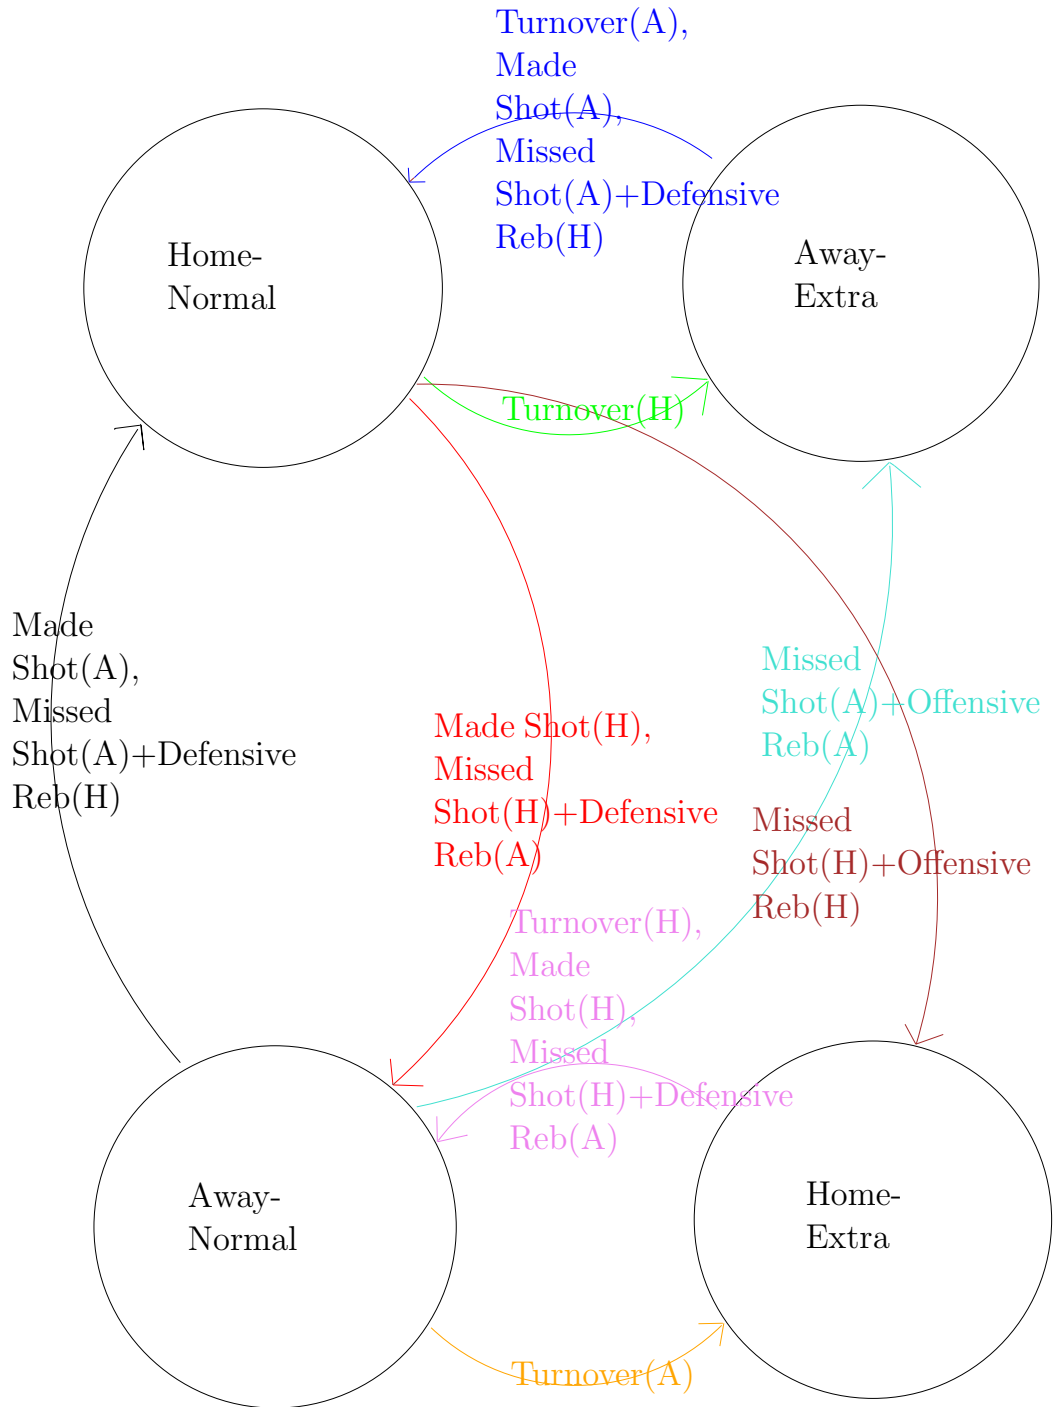 Turnover(A),
Made
Shot(A),
Missed
Shot(A)+Defensive
Reb(H)
Home-
Normal
Away-
Extra
Turnover(H)
Made
Shot(A),
Missed
Shot(A)+Defensive
Reb(H)
Missed
Shot(A)+Offensive
Reb(A)
Made Shot(H),
Missed
Shot(H)+Defensive
Reb(A)
Missed
Shot(H)+Offensive
Reb(H)
Turnover(H),
Made
Shot(H),
Missed
Shot(H)+Defensive
Reb(A)
Away-
Normal
Home-
Extra
Turnover(A)